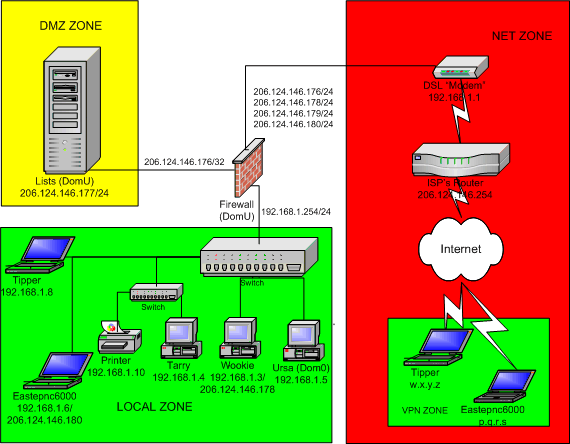 DMZ ZONE
NET ZONE
206.124.146.176/24
206.124.146.178/24
206.124.146.179/24
206.124.146.180/24
DSL "Modem"
192.168.1.1
206.124.146.176/32
Lists (DomU)
206.124.146.177/24
Firewall
(DomU)
192.168.1.254/24
ISP's Router
206.124.146.254
Internet
Switch
Tipper
192.168.1.8
Switch
Printer
192.168.1.10
Tarry
192.168.1.4
Wookie
192.168.1.3/
206.124.146.178
Ursa (Dom0)
192.168.1.5
Eastepnc6000
192.168.1.6/
206.124.146.180
LOCAL ZONE
Tipper
w.x.y.z
VPN ZONE
Eastepnc6000
p.q.r.s